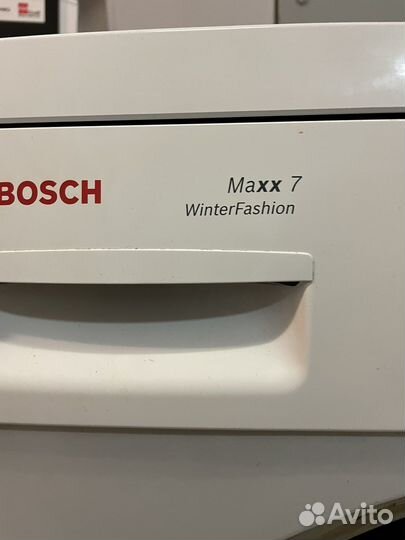 BOSCH
Maxx 7
WinterFashion
Avito